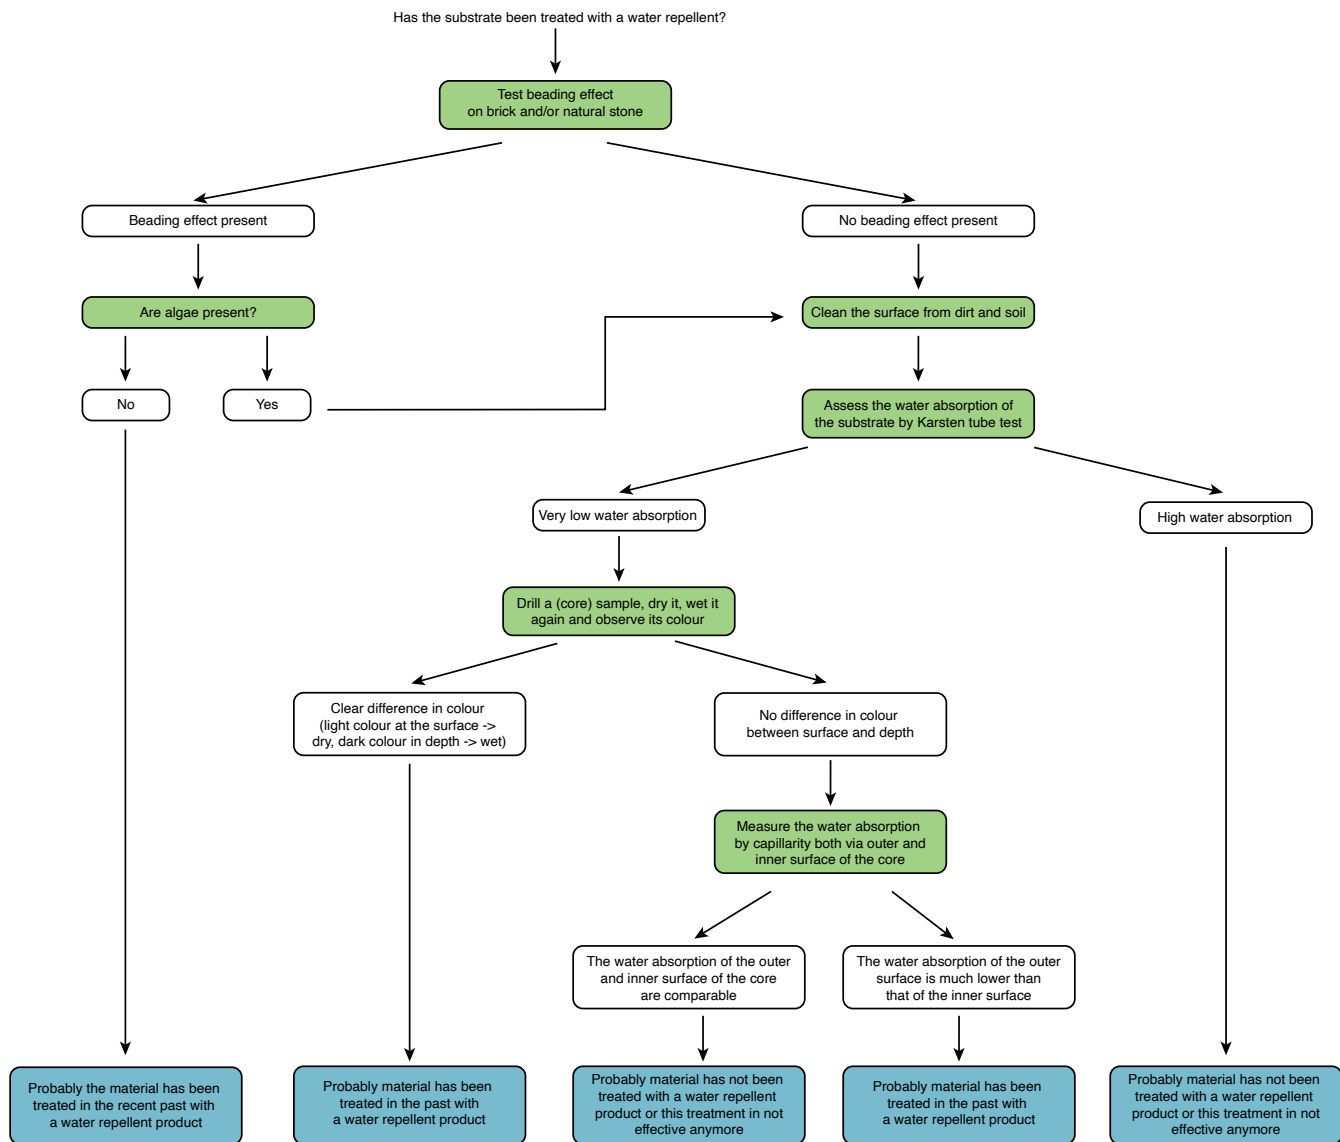 Has the substrate been treated with a water repellent?
Test beading effect
on brick and/or natural stone
Beading effect present
No beading effect present
Are algae present?
Clean the surface from dirt and soil
No
Yes
Assess the water absorption of
the substrate by Karsten tube test
Very low water absorption
High water absorption
Drill a (core) sample, dry it, wet it
again and observe its colour
Clear difference in colour
(light colour at the surface ->
dry, dark colour in depth -> wet)
No difference in colour
between surface and depth
Measure the water absorption
by capillarity both via outer and
inner surface of the core
The water absorption of the outer
and inner surface of the core
are comparable
The water absorption of the outer
surface is much lower than
that of the inner surface
Probably the material has been
treated in the recent past with
a water repellent product
Probably material has been
treated in the past with
a water repellent product
Probably material has not been
treated with a water repellent
product or this treatment in not
effective anymore
Probably material has been
treated in the past with
a water repellent product
Probably material has not been
treated with a water repellent
product or this treatment in not
effective anymore